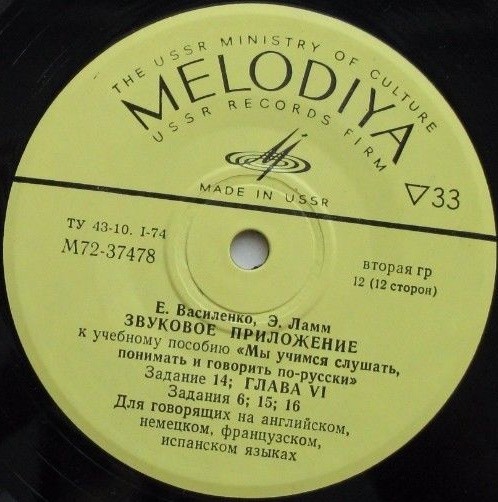 THE USSR MINISTRY OF CULTURE
MELODIYA
USSR RECORDS FIRM
MADE IN USSR
▽33
ТУ 43-10. I-74
М72-37478
вторая гр
12 (12 сторон)
Е. Василенко, Э. Ламм
ЗВУКОВОЕ ПРИЛОЖЕНИЕ
к учебному пособию «Мы учимся слушать,
понимать и говорить по-русски»
Задание 14; ГЛАВА VI
Задания 6; 15; 16
Для говорящих на английском,
немецком, французском,
испанском языках